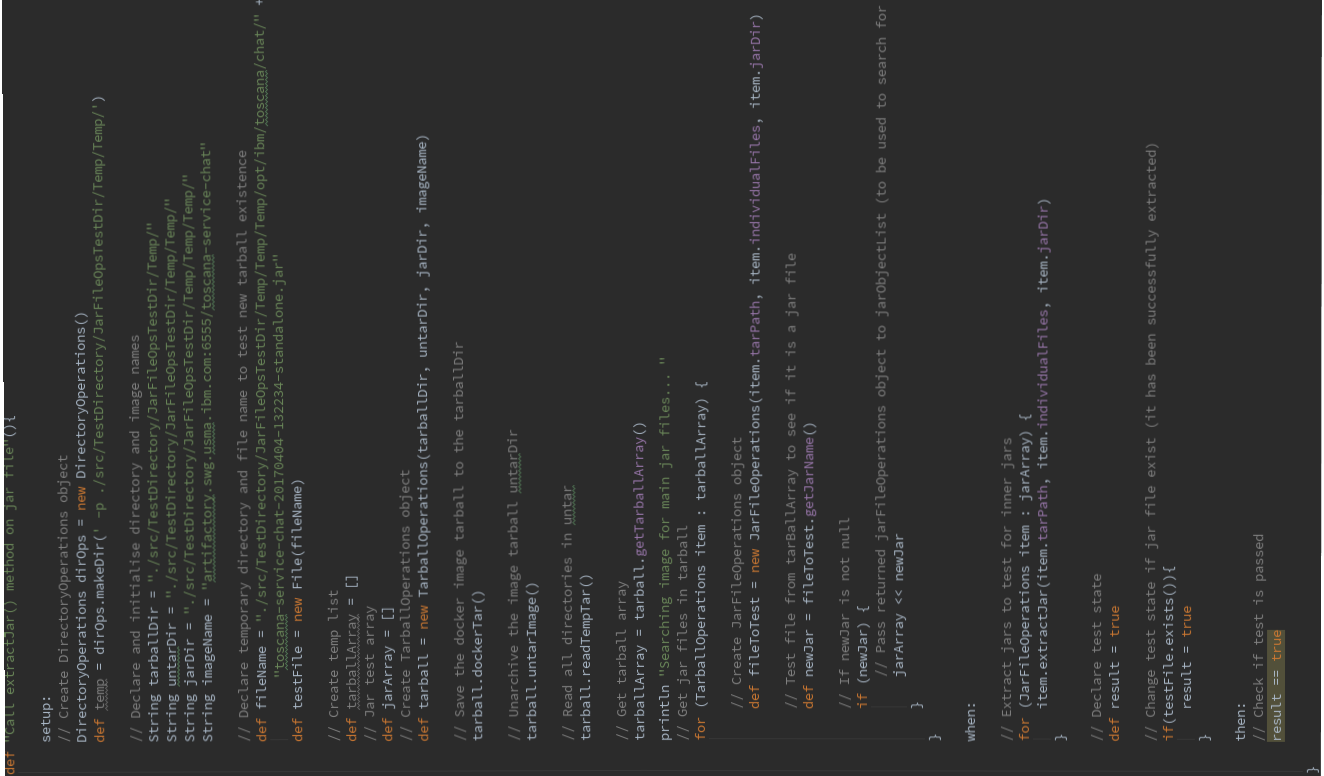 def "Call extractJar() method on jar file"(){
setup:
// Create DirectoryOperations object
DirectoryOperations dirops = new DirectoryOperations()
def temp = dirOps.makeDir(' -p ./src/TestDirectory/JarFileOpsTestDir/Temp/Temp/')
// Declare and initialise directory and image names
String tarballDir = "./src/TestDirectory/JarFileOpsTestDir/Temp/"
String untarDir = "./src/TestDirectory/JarFileOpsTestDir/Temp/Temp/"
String jarDir = "./src/TestDirectory/JarFileOpsTestDir/Temp/Temp/Temp/"
String imageName = "artifactory.swg.usma.ibm.com:6555/toscana-service-chat"
// Declare temporary directory and file name to test new tarball existence
def fileName = "./src/TestDirectory/JarFileOpsTestDir/Temp/Temp/Temp/opt/ibm/toscana/chat/" +
"toscana-service-chat-20170404-132234-standalone.jar"
def testFile = new File(fileName)
// Create temp list
def tarballArray = []
// Jar test array
def jarArray = []
// Create TarballOperations object
def tarball = new TarballOperations(tarballDir, untarDir, jarDir, imageName)
// Save the docker image tarball to the tarballDir
tarball.dockerTar()
// Unarchive the image tarball untarDir
tarball.untarImage()
// Read all directories in untar
tarball.readTempTar()
// Get tarball array
tarballArray = tarball.getTarballArray()
println "Searching image for main jar files... "
// Get jar files in tarball
for (TarballOperations item : tarballArray) {
// Create JarFileoperations object
def fileToTest = new JarFileOperations(item.tarPath, item.individualFiles, item.jarDir)
// Test file from tarBallArray to see if it is a jar file
def newJar = fileToTest.getJarName()
// If newJar is not null
if (newJar) {
// Pass returned jarFileOperations object to jarObjectList (to be used to search for
jarArray << newJar
}
}
when:
// Extract jars to test for inner jars
for (JarFileOperations item : jarArray) {
item.extractJar(item.tarPath, item.individualFiles, item.jarDir)
}
// Declare test state
def result = true
// Change test state if jar file exist (it has been successfully extracted)
if(testFile.exists()){
result = true
}
then:
// Check if test is passed
result == true
}